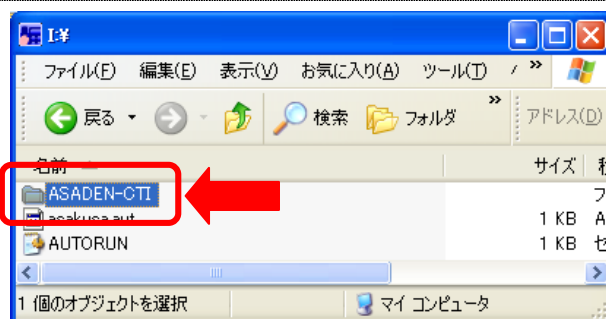 I:¥
ファイル(F) 編集(E) 表示(V) お気に入り(A) ツール(T) »
戻る 検索 フォルダ » アドレス(D)
名前 サイズ
ASADEN-CTI
asakusa.aut 1 KB A
AUTORUN 1 KB セ
1 個のオブジェクトを選択 マイ コンピュータ